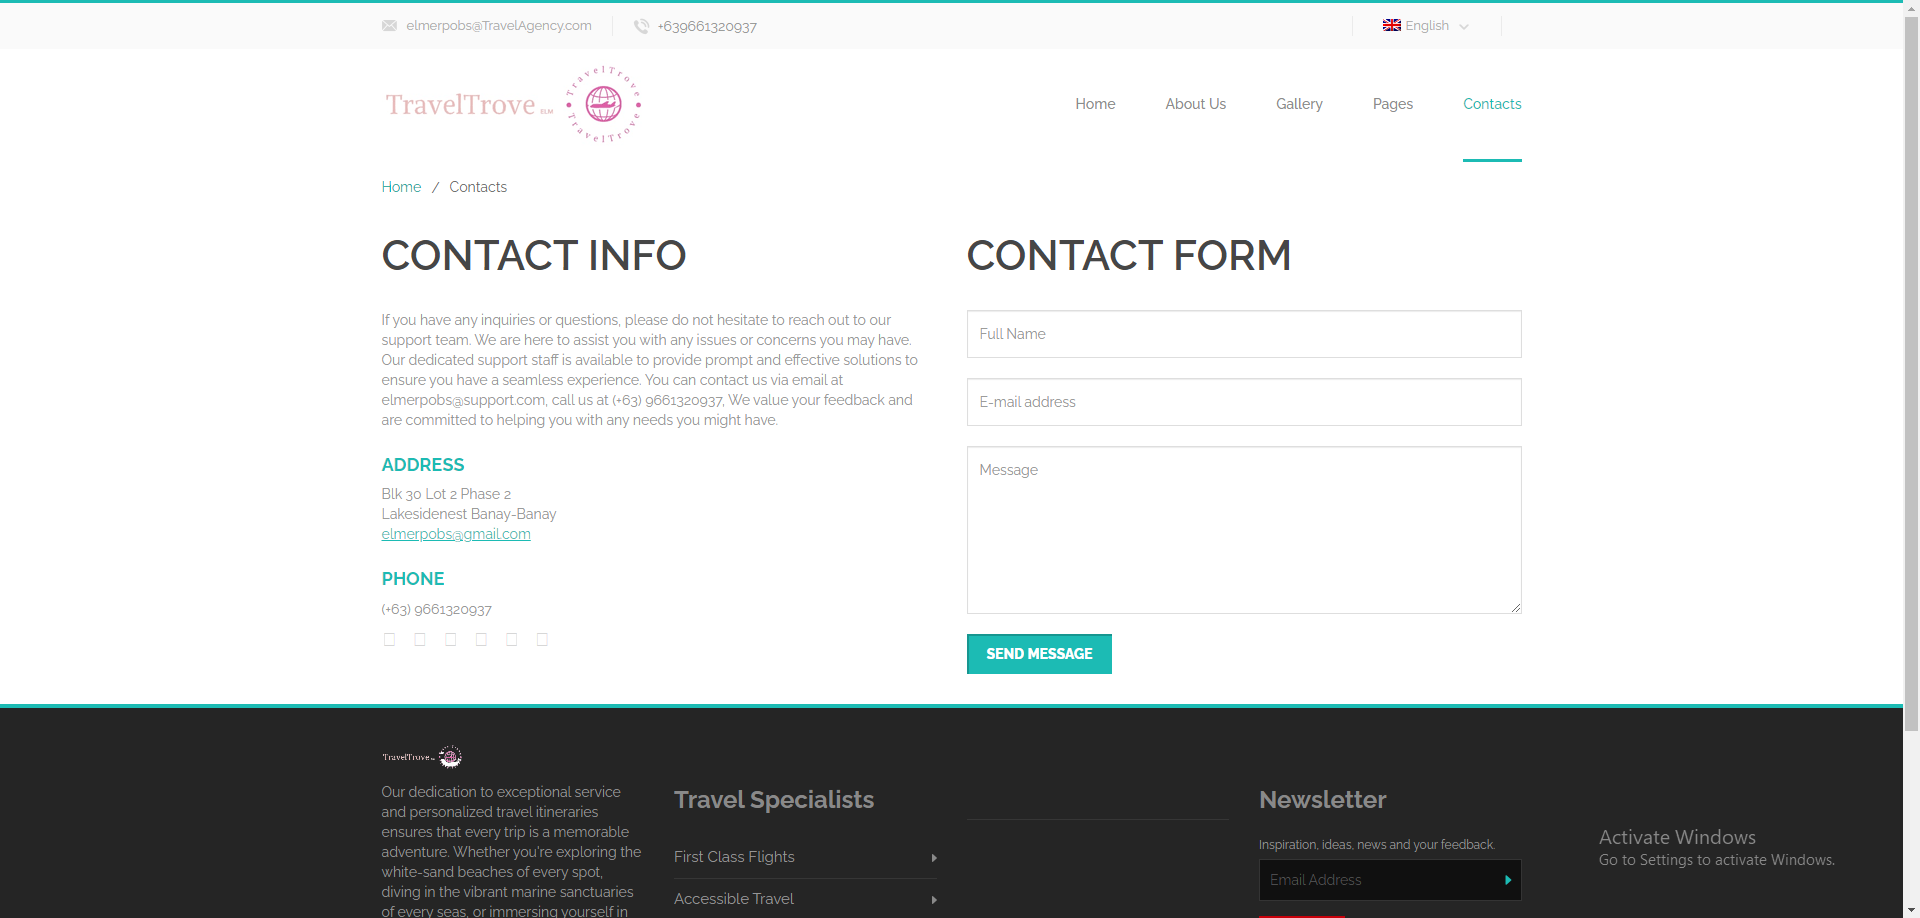 elmerpobs@TravelAgency.com
+639661320937
English
TravelTrove ELM
TravelTrove
TravelTrove
Home
About Us
Gallery
Pages
Contacts
Home / Contacts
CONTACT INFO
If you have any inquiries or questions, please do not hesitate to reach out to our
support team. We are here to assist you with any issues or concerns you may have.
Our dedicated support staff is available to provide prompt and effective solutions to
ensure you have a seamless experience. You can contact us via email at
elmerpobs@support.com, call us at (+63) 9661320937, We value your feedback and
are committed to helping you with any needs you might have.
ADDRESS
Blk 30 Lot 2 Phase 2
Lakesidenest Banay-Banay
elmerpobs@gmail.com
PHONE
(+63) 9661320937
CONTACT FORM
Full Name
E-mail address
Message
SEND MESSAGE
TravelTrove
Our dedication to exceptional service
and personalized travel itineraries
ensures that every trip is a memorable
adventure. Whether you're exploring the
white-sand beaches of every spot,
diving in the vibrant marine sanctuaries
of every seas, or immersing yourself in
Travel Specialists
First Class Flights
Accessible Travel
Newsletter
Inspiration, ideas, news and your feedback.
Email Address
Activate Windows
Go to Settings to activate Windows.